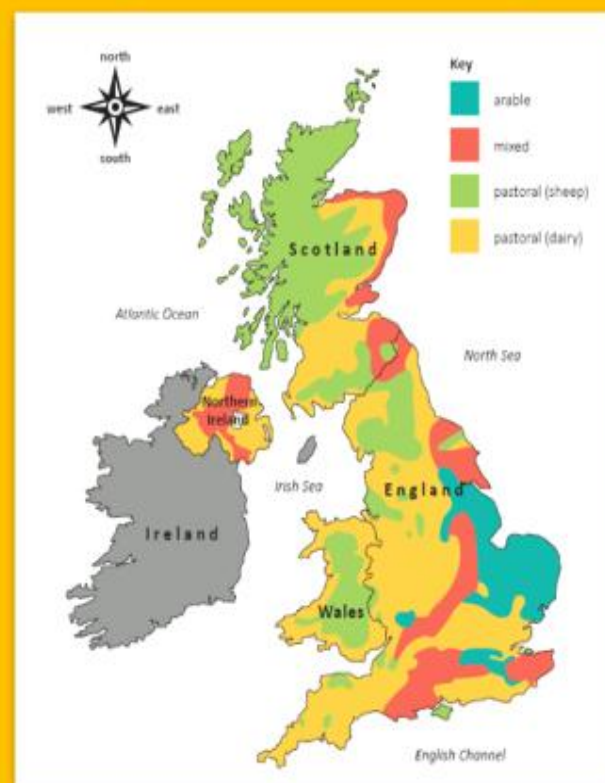 north
west
east
south
Key
arable
mixed
pastoral (sheep)
pastoral (dairy)
Scotland
Atlantic Ocean
North Sea
Northern
Ireland
Irish Sea
England
Ireland
Wales
English Channel